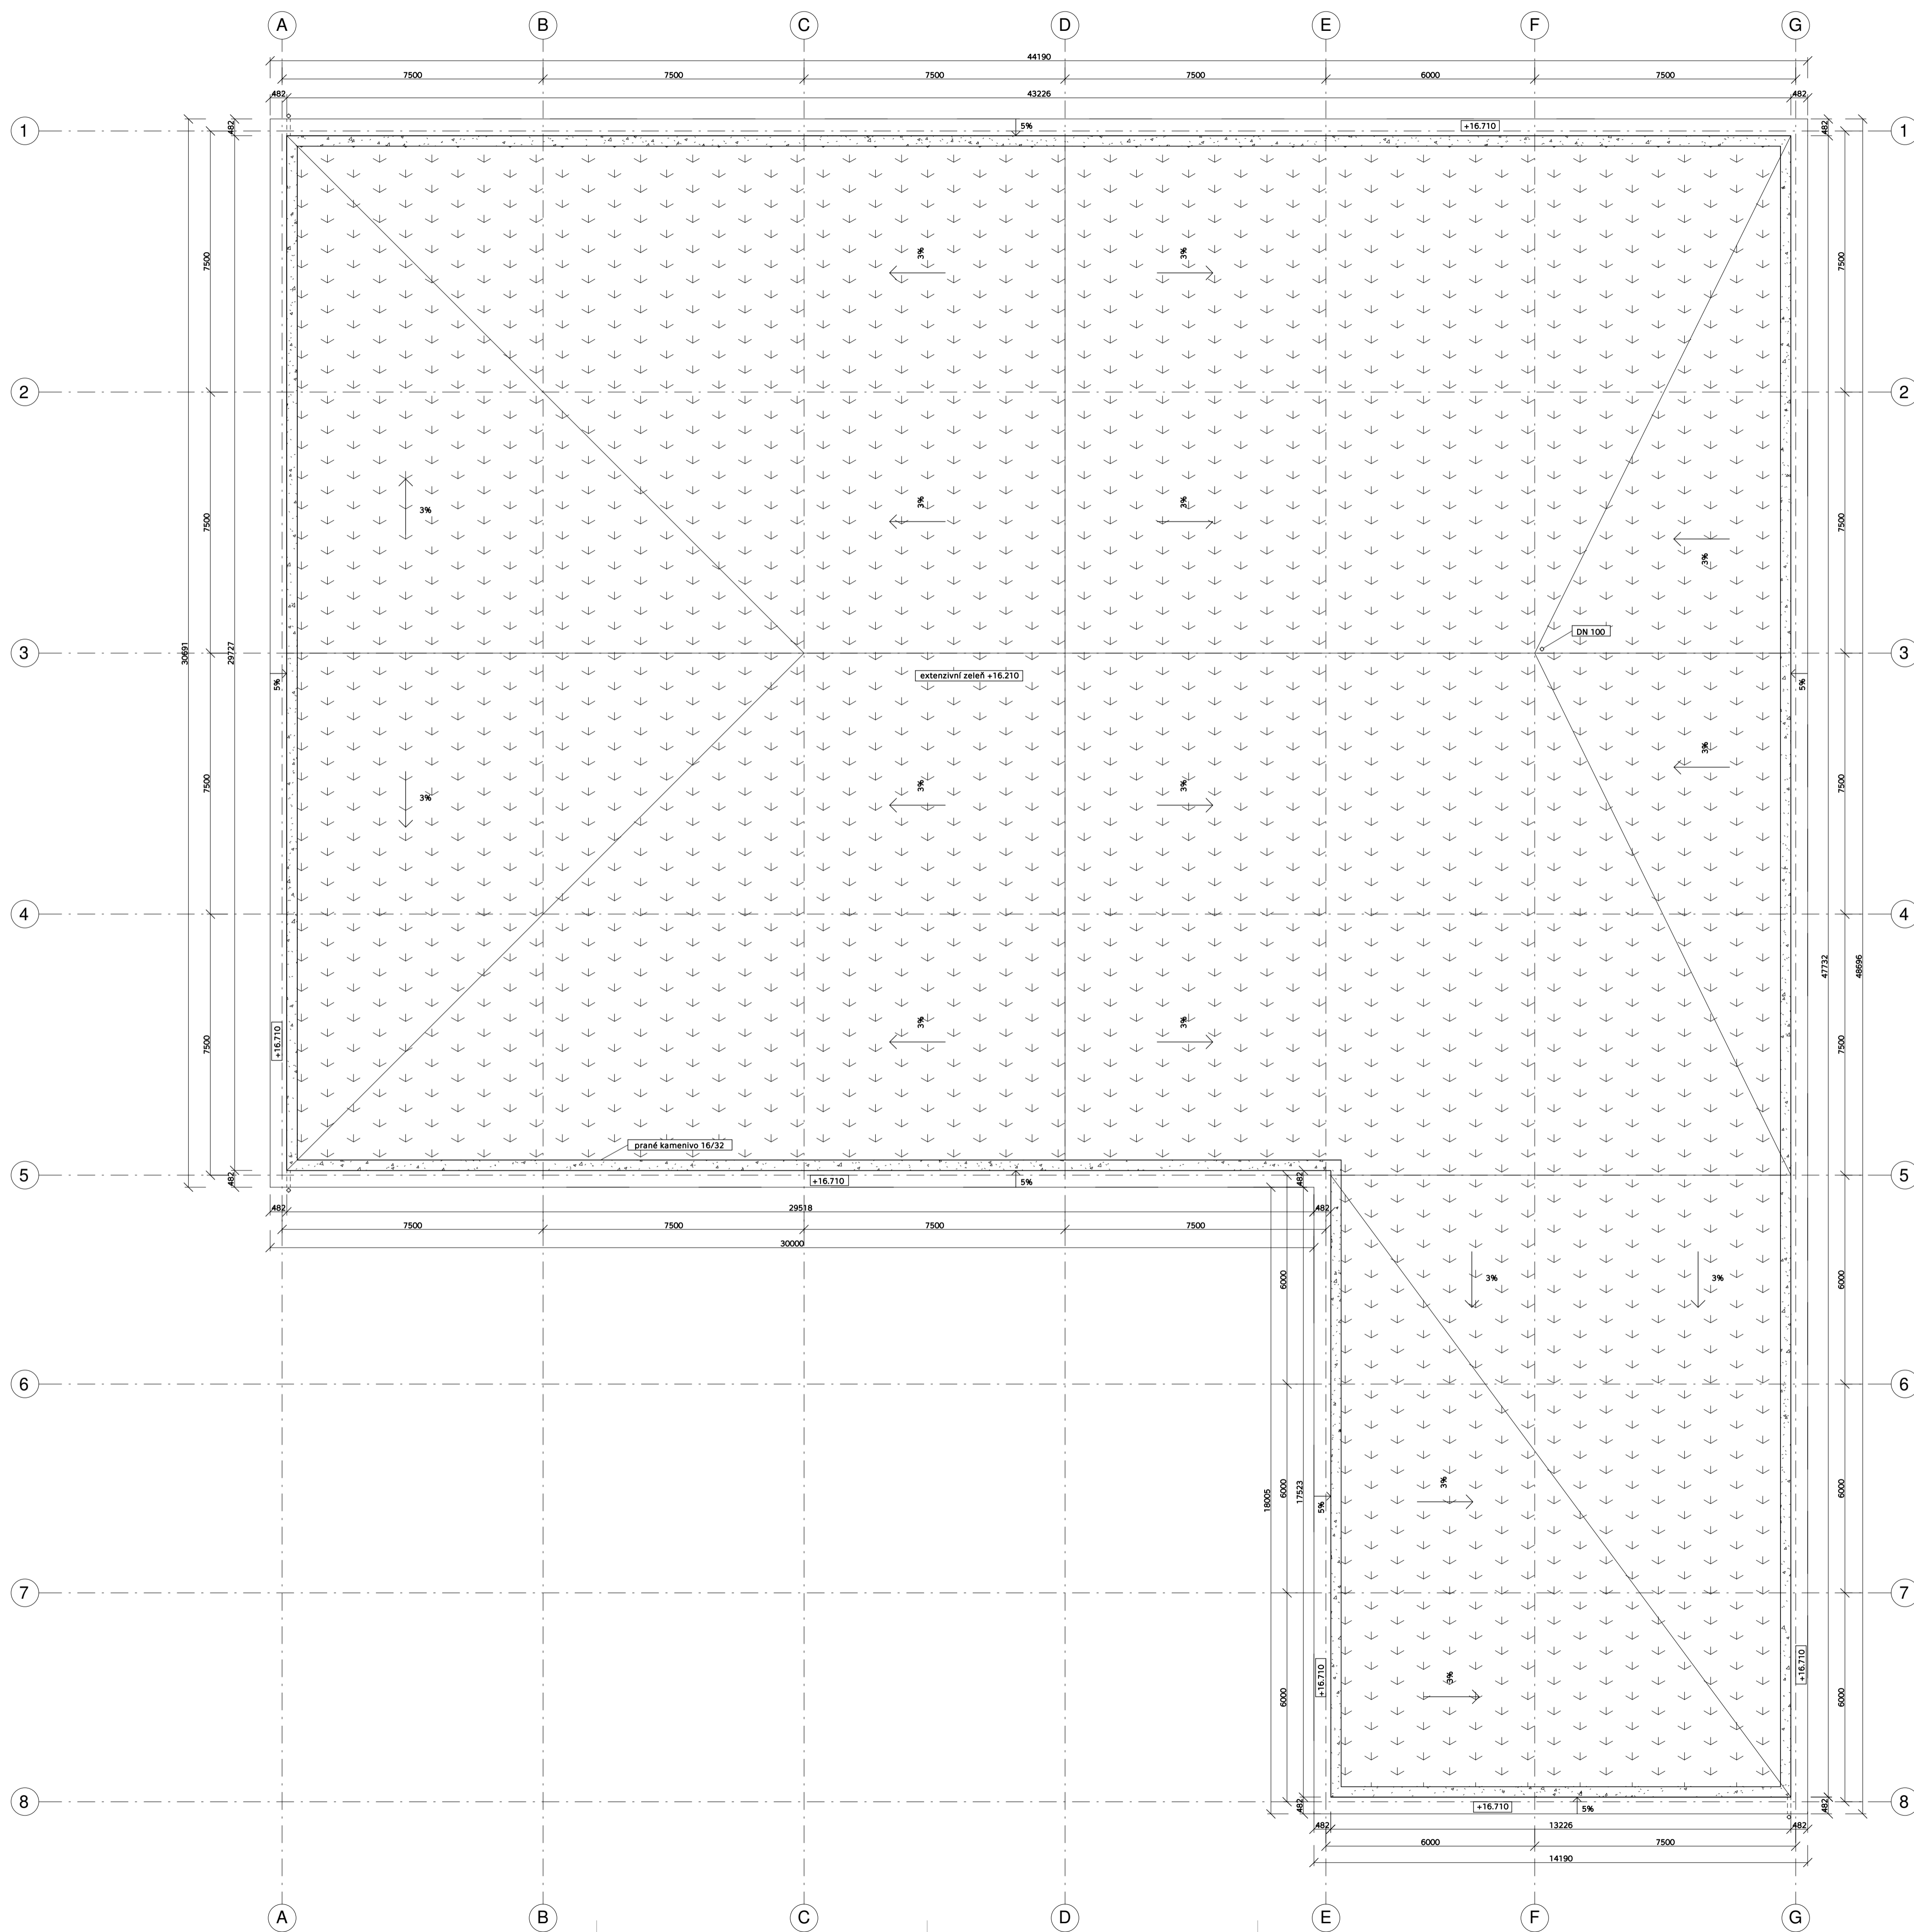 A B C D E F G
44190
7500 7500 7500 7500 6000 7500
482 43226 482
1 482 5% +16.710 482 1
7500 3% 3% 7500
2 2
7500 3% 3% 3% 3% 7500
DN 100
3 30691 29727 3
extenzivní zeleň +16.210
5% 5%
7500 3% 3% 3% 3% 7500
4 4
47732 48696
7500 +16.710 3% 3% 7500
prané kamenivo 16/32
5 482 +16.710 5% 482 5
482 29518 482
7500 7500 7500 7500
30000
6000 3% 3% 6000
6 6
18005 6000 17523 5% 3% 6000
7 7
6000 +16.710 3% +16.710 6000
8 482 +16.710 5% 482 8
482 13226 482
6000 7500
14190
A B C D E F G